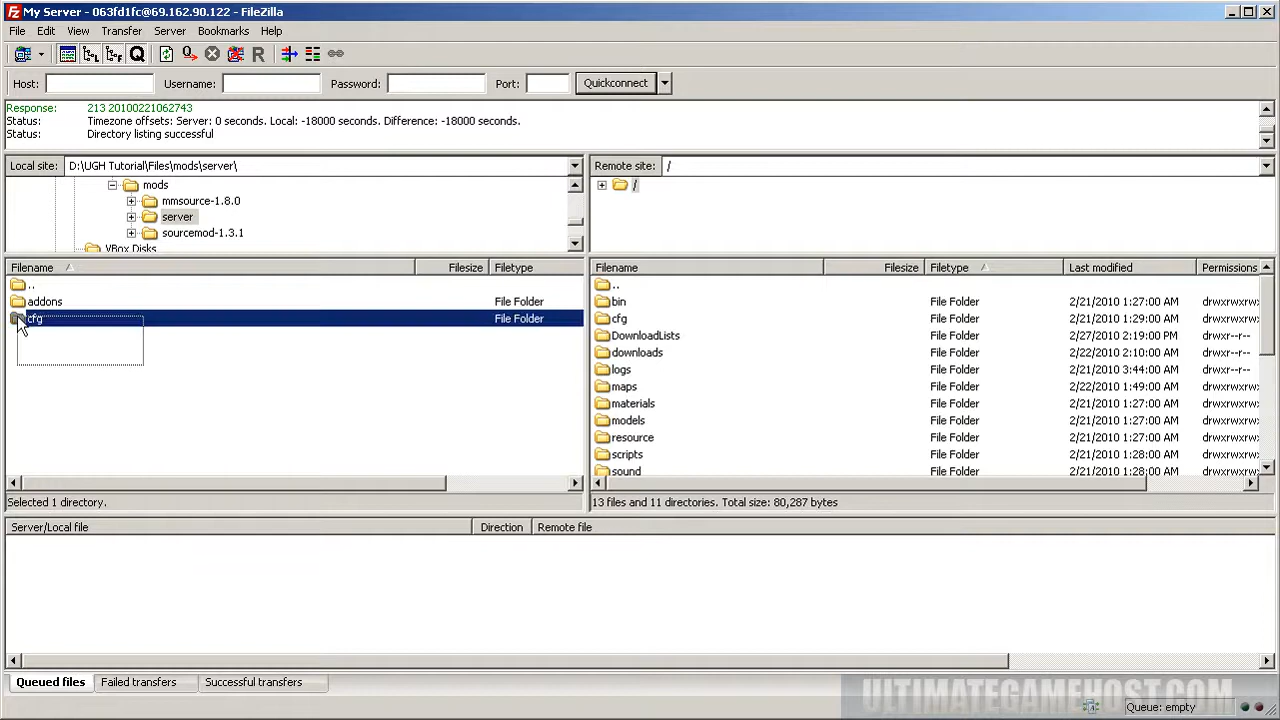 My Server - 063fd1fc@69.162.90.122 - FileZilla
File Edit View Transfer Server Bookmarks Help
Host: Username: Password: Port: Quickconnect
Response: 213 20100221062743
Status: Timezone offsets: Server: 0 seconds. Local: -18000 seconds. Difference: -18000 seconds.
Status: Directory listing successful
Local site: D:\UGH Tutorial\Files\mods\server\
Remote site: /
mods
mmsource-1.8.0
server
sourcemod-1.3.1
VBox Disks
/
Filename Filesize Filetype
..
addons File Folder
cfg File Folder
Selected 1 directory.
Filename Filesize Filetype Last modified Permissions
..
bin File Folder 2/21/2010 1:27:00 AM drwxrwxrwx
cfg File Folder 2/21/2010 1:29:00 AM drwxrwxrwx
DownloadLists File Folder 2/27/2010 2:19:00 PM drwxr--r--
downloads File Folder 2/22/2010 2:10:00 AM drwxrwxrwx
logs File Folder 2/21/2010 3:44:00 AM drwxr--r--
maps File Folder 2/22/2010 1:49:00 AM drwxrwxrwx
materials File Folder 2/21/2010 1:27:00 AM drwxrwxrwx
models File Folder 2/21/2010 1:27:00 AM drwxrwxrwx
resource File Folder 2/21/2010 1:27:00 AM drwxrwxrwx
scripts File Folder 2/21/2010 1:28:00 AM drwxrwxrwx
sound File Folder 2/21/2010 1:28:00 AM drwxrwxrwx
13 files and 11 directories. Total size: 80,287 bytes
Server/Local file Direction Remote file
Queued files Failed transfers Successful transfers
ULTIMATEGAMEHOST.COM
Queue: empty